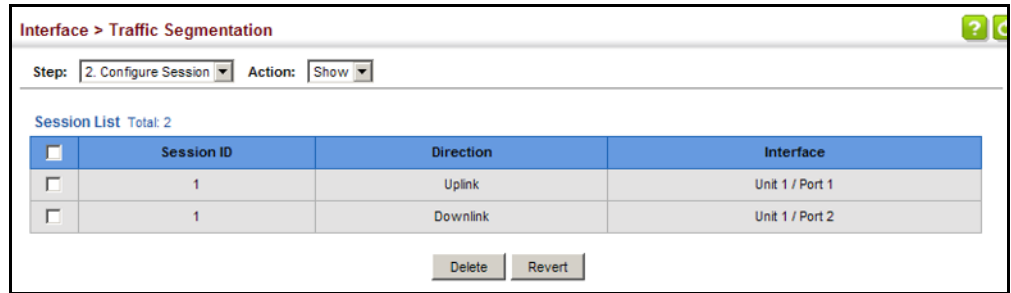 Interface > Traffic Segmentation
?
Step: 2. Configure Session Action: Show
Session List Total: 2
Session ID Direction Interface
1 Uplink Unit 1 / Port 1
1 Downlink Unit 1 / Port 2
Delete Revert